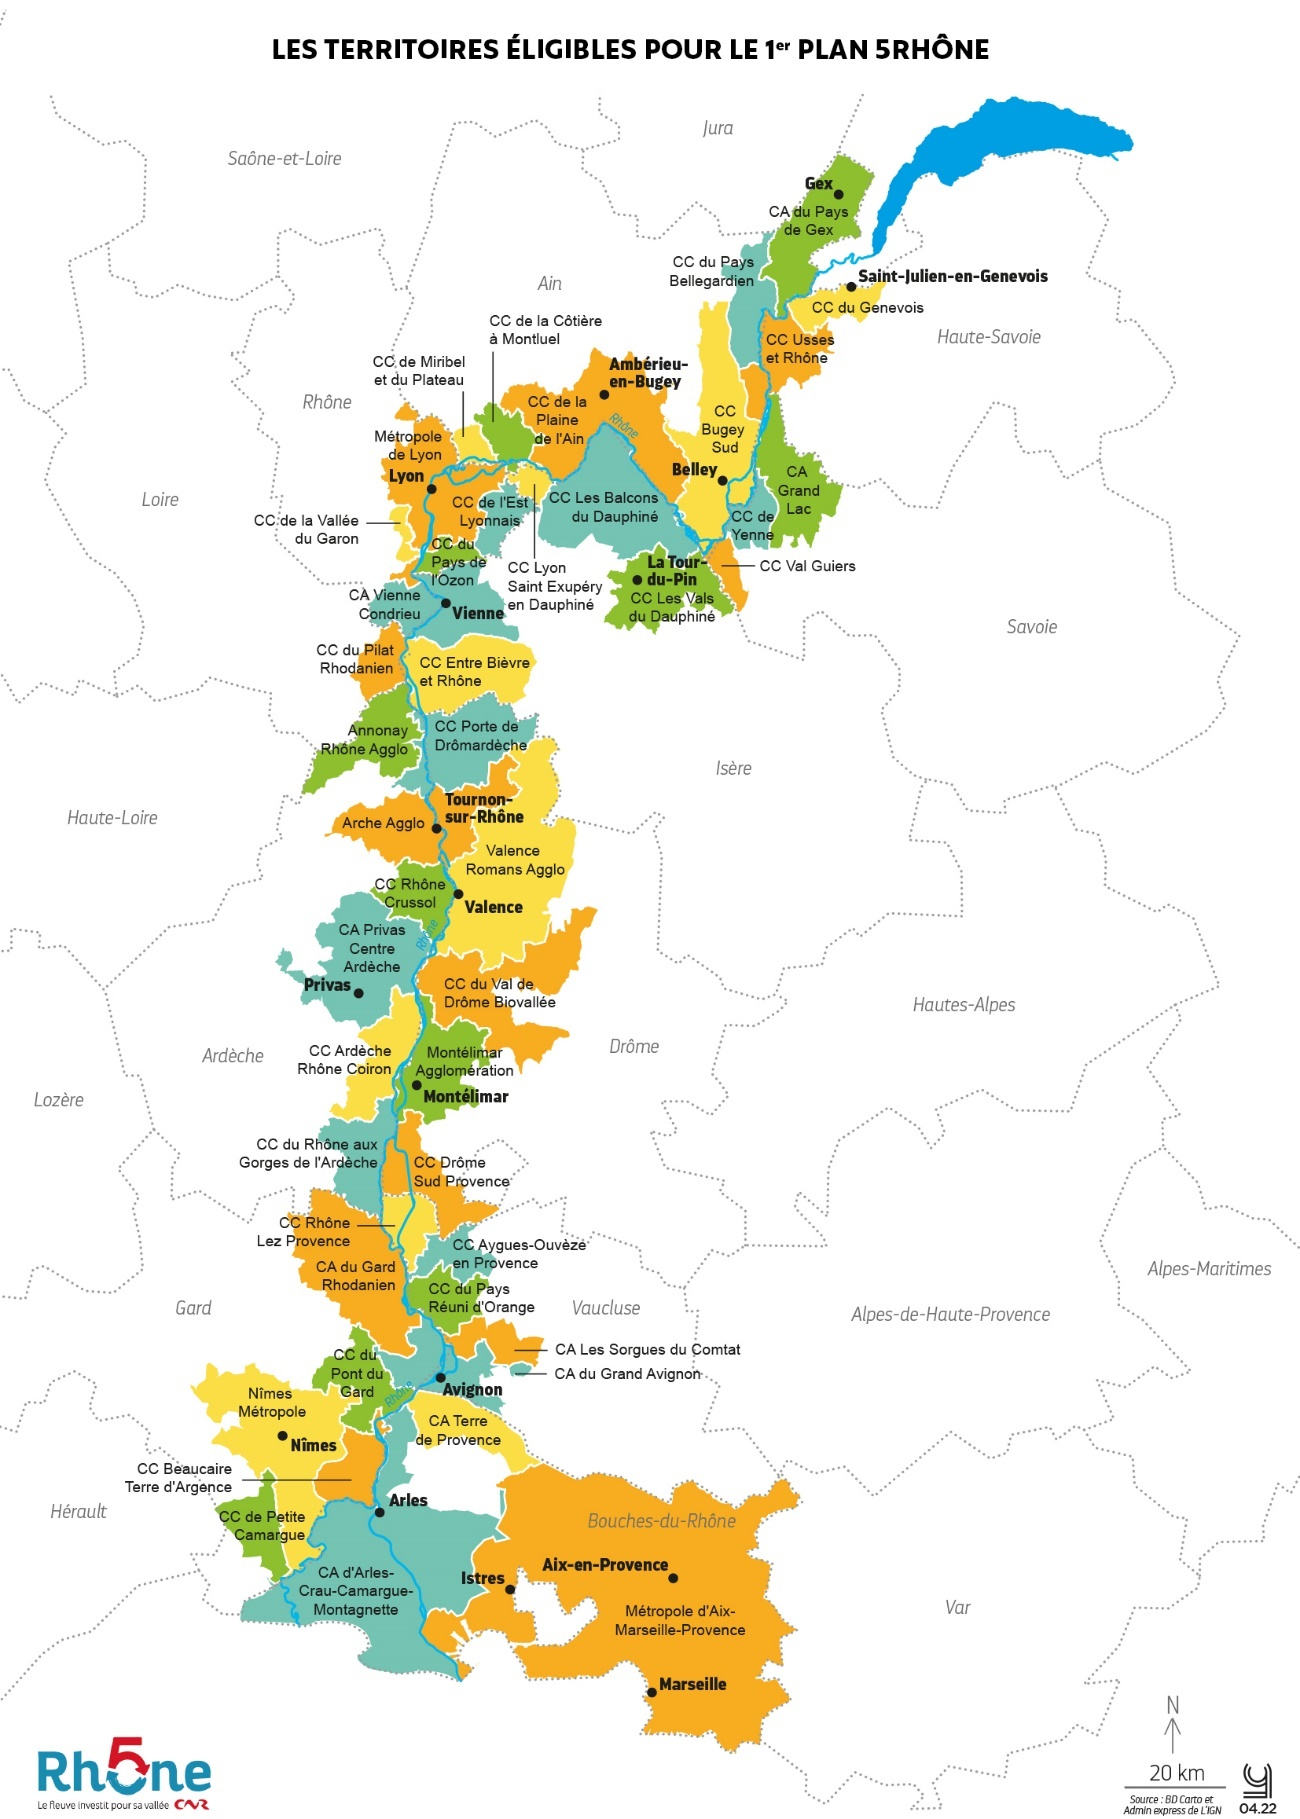 LES TERRITOIRES ÉLIGIBLES POUR LE 1er PLAN 5RHÔNE
Jura
Saône-et-Loire
Gex
CA du Pays
de Gex
CC du Pays
Bellegardien
Saint-Julien-en-Genevois
Ain
CC du Genevois
CC de la Côtière
à Montluel
Haute-Savoie
CC Usses
et Rhône
CC de Miribel
et du Plateau
Ambérieu-
en-Bugey
Rhône
CC de la
Plaine
de l'Ain
Rhône
CC
Bugey
Sud
Métropole
de Lyon
Lyon
Belley
CA
Grand
Lac
Loire
CC de l'Est
Lyonnais
CC Les Balcons
du Dauphiné
CC de
Yenne
CC de la Vallée
du Garon
CC du
Pays de
l'Ozon
CC Lyon
Saint Exupéry
en Dauphiné
La Tour-
du-Pin
CC Val Guiers
CC Les Vals
du Dauphiné
CA Vienne
Condrieu
Vienne
Savoie
CC du Pilat
Rhodanien
CC Entre Bièvre
et Rhône
Annonay
Rhône Agglo
CC Porte de
Drômardèche
Isère
Haute-Loire
Tournon-
sur-Rhône
Arche Agglo
Valence
Romans Agglo
CC Rhône
Crussol
Valence
Rhône
CA Privas
Centre
Ardèche
Privas
CC du Val de
Drôme Biovallée
Hautes-Alpes
Ardèche
Drôme
CC Ardèche
Rhône Coiron
Montélimar
Agglomération
Montélimar
Lozère
CC du Rhône aux
Gorges de l'Ardèche
CC Drôme
Sud Provence
CC Rhône
Lez Provence
CC Aygues-Ouvèze
en Provence
CA du Gard
Rhodanien
Alpes-Maritimes
CC du Pays
Réuni d'Orange
Gard
Vaucluse
Alpes-de-Haute-Provence
CA Les Sorgues du Comtat
CA du Grand Avignon
CC du
Pont du
Gard
Avignon
Rhône
Nîmes
Métropole
Nîmes
CA Terre
de Provence
CC Beaucaire
Terre d'Argence
Arles
Hérault
CC de Petite
Camargue
Bouches-du-Rhône
Aix-en-Provence
Istres
CA d'Arles-
Crau-Camargue-
Montagnette
Métropole d'Aix-
Marseille-Provence
Var
Marseille
N
20 km
Source : BD Carto et
Admin express de L'IGN
04.22
Rh5ne
Le fleuve investit pour sa vallée CNR